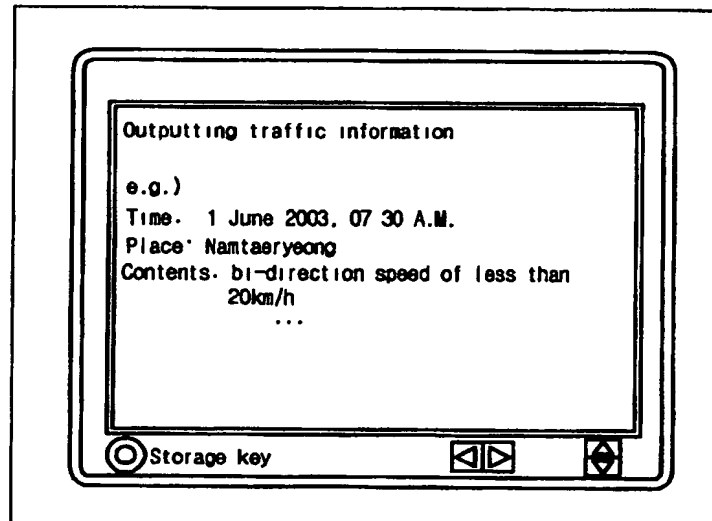 Outputting traffic information
e.g.)
Time. 1 June 2003, 07 30 A.M.
Place: Namtaeryeong
Contents. bi-direction speed of less than
20km/h
...
Storage key